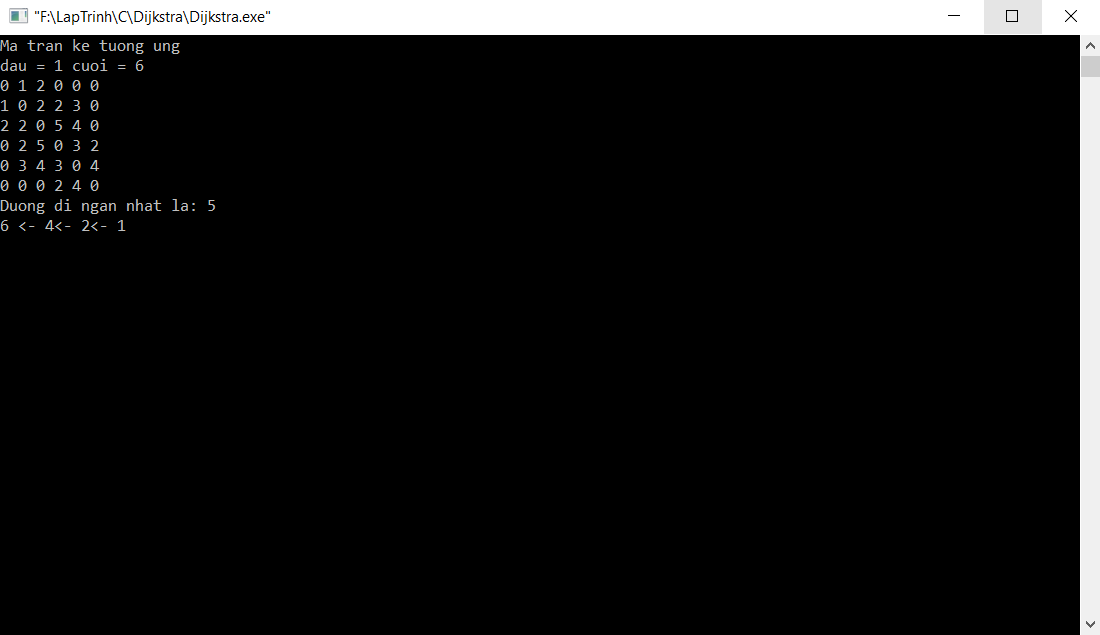 "F:\LapTrinh\C\Dijkstra\Dijkstra.exe"
Ma tran ke tuong ung
dau = 1 cuoi = 6
0 1 2 0 0 0
1 0 2 2 3 0
2 2 0 5 4 0
0 2 5 0 3 2
0 3 4 3 0 4
0 0 0 2 4 0
Duong di ngan nhat la: 5
6 <- 4<- 2<- 1